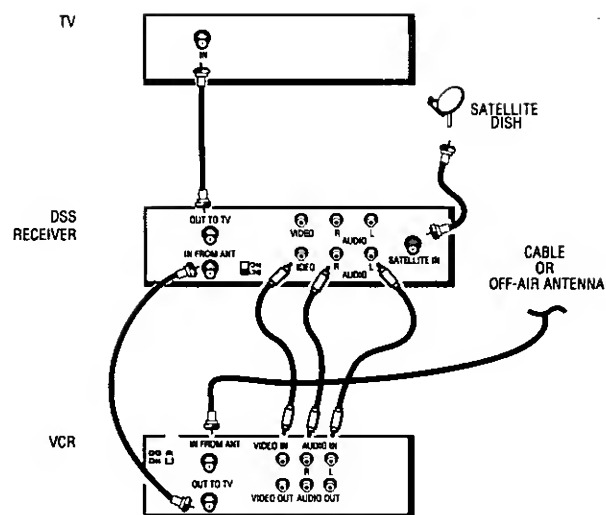 TV
IN
SATELLITE
DISH
DSS
RECEIVER
OUT TO TV
VIDEO R L
AUDIO
IN FROM ANT
IDEO R L
AUDIO
SATELLITE IN
CABLE
OR
OFF-AIR ANTENNA
VCR
IN FROM ANT VIDEO IN AUDIO IN
R L
OUT TO TV
VIDEO OUT AUDIO OUT